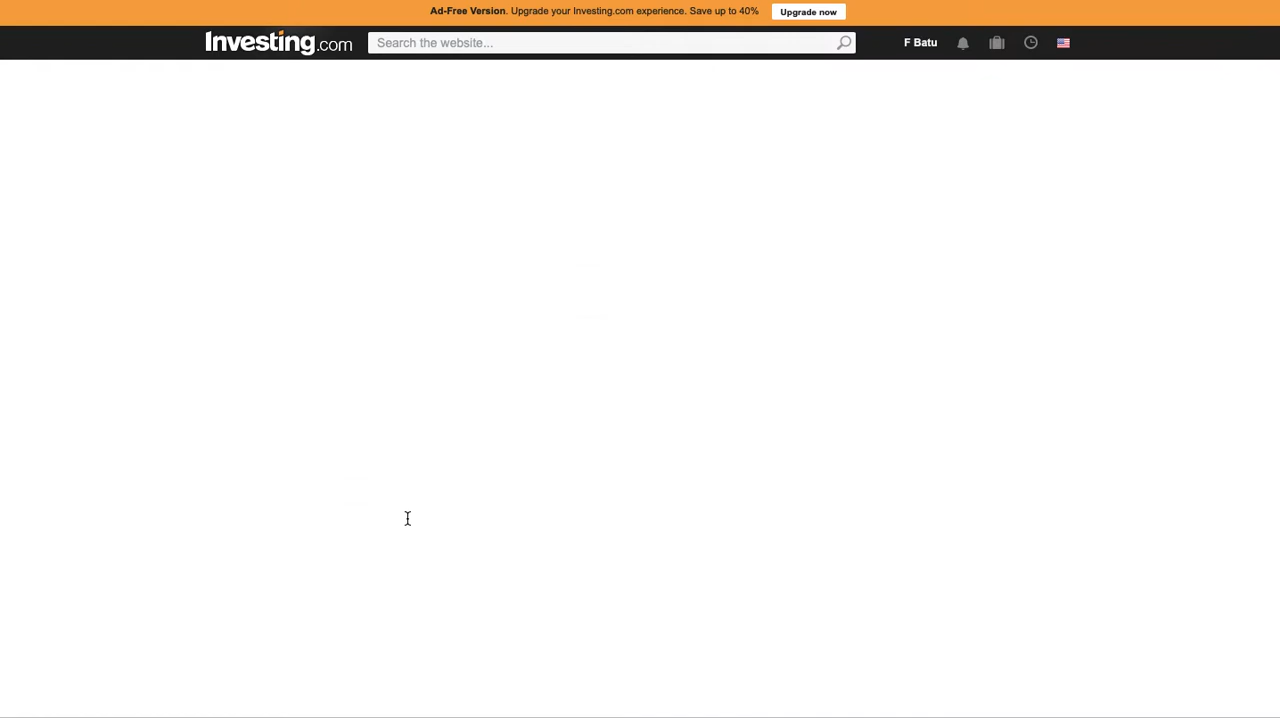 Ad-Free Version. Upgrade your Investing.com experience. Save up to 40% Upgrade now
Investing.com Search the website... F Batu